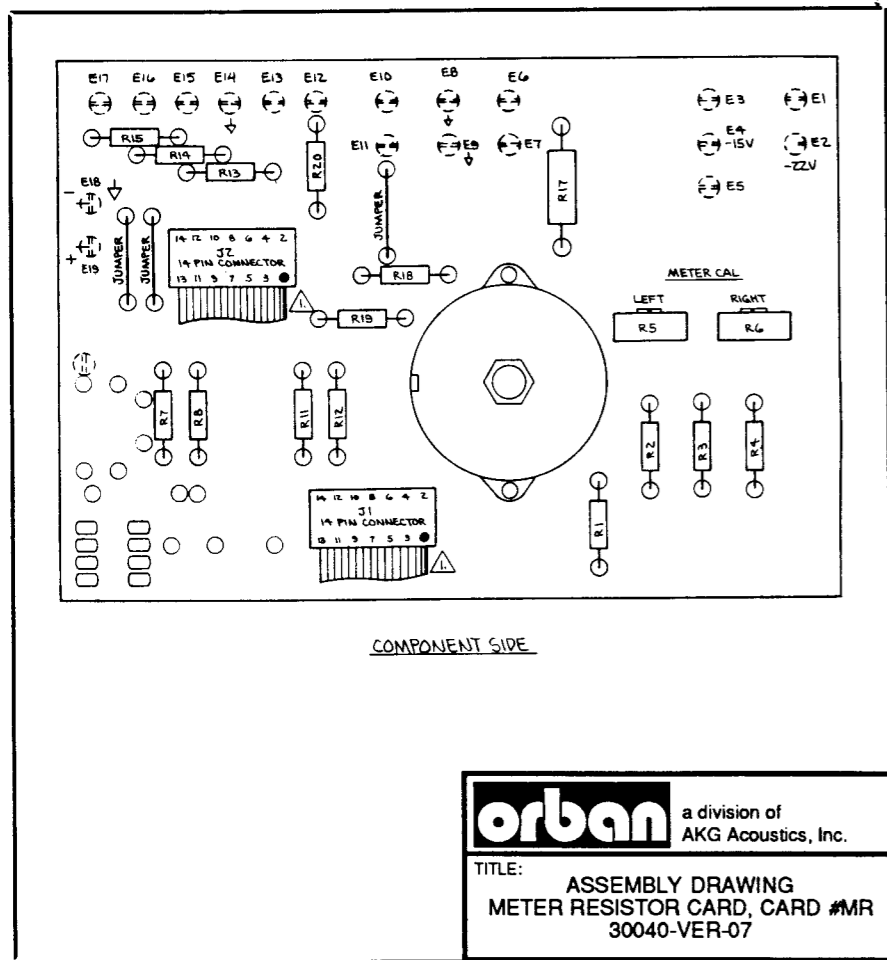 E17 E16 E15 E14 E13 E12 E10 E8 E6 E3 E1
R15
R14
R13
R20
E11
E9
E7
R17
E4
-15V
E2
-22V
E5
E18
-
+
E19
JUMPER
JUMPER
JUMPER
14 12 10 8 6 4 2
J2
14 PIN CONNECTOR
13 11 9 7 5 3
1.
R18
R19
METER CAL
LEFT RIGHT
R5 R6
R7 R8 R11 R12
R2 R3 R4
14 12 10 8 6 4 2
J1
14 PIN CONNECTOR
13 11 9 7 5 3
1.
R1
COMPONENT SIDE
orban
a division of
AKG Acoustics, Inc.
TITLE:
ASSEMBLY DRAWING
METER RESISTOR CARD, CARD #MR
30040-VER-07